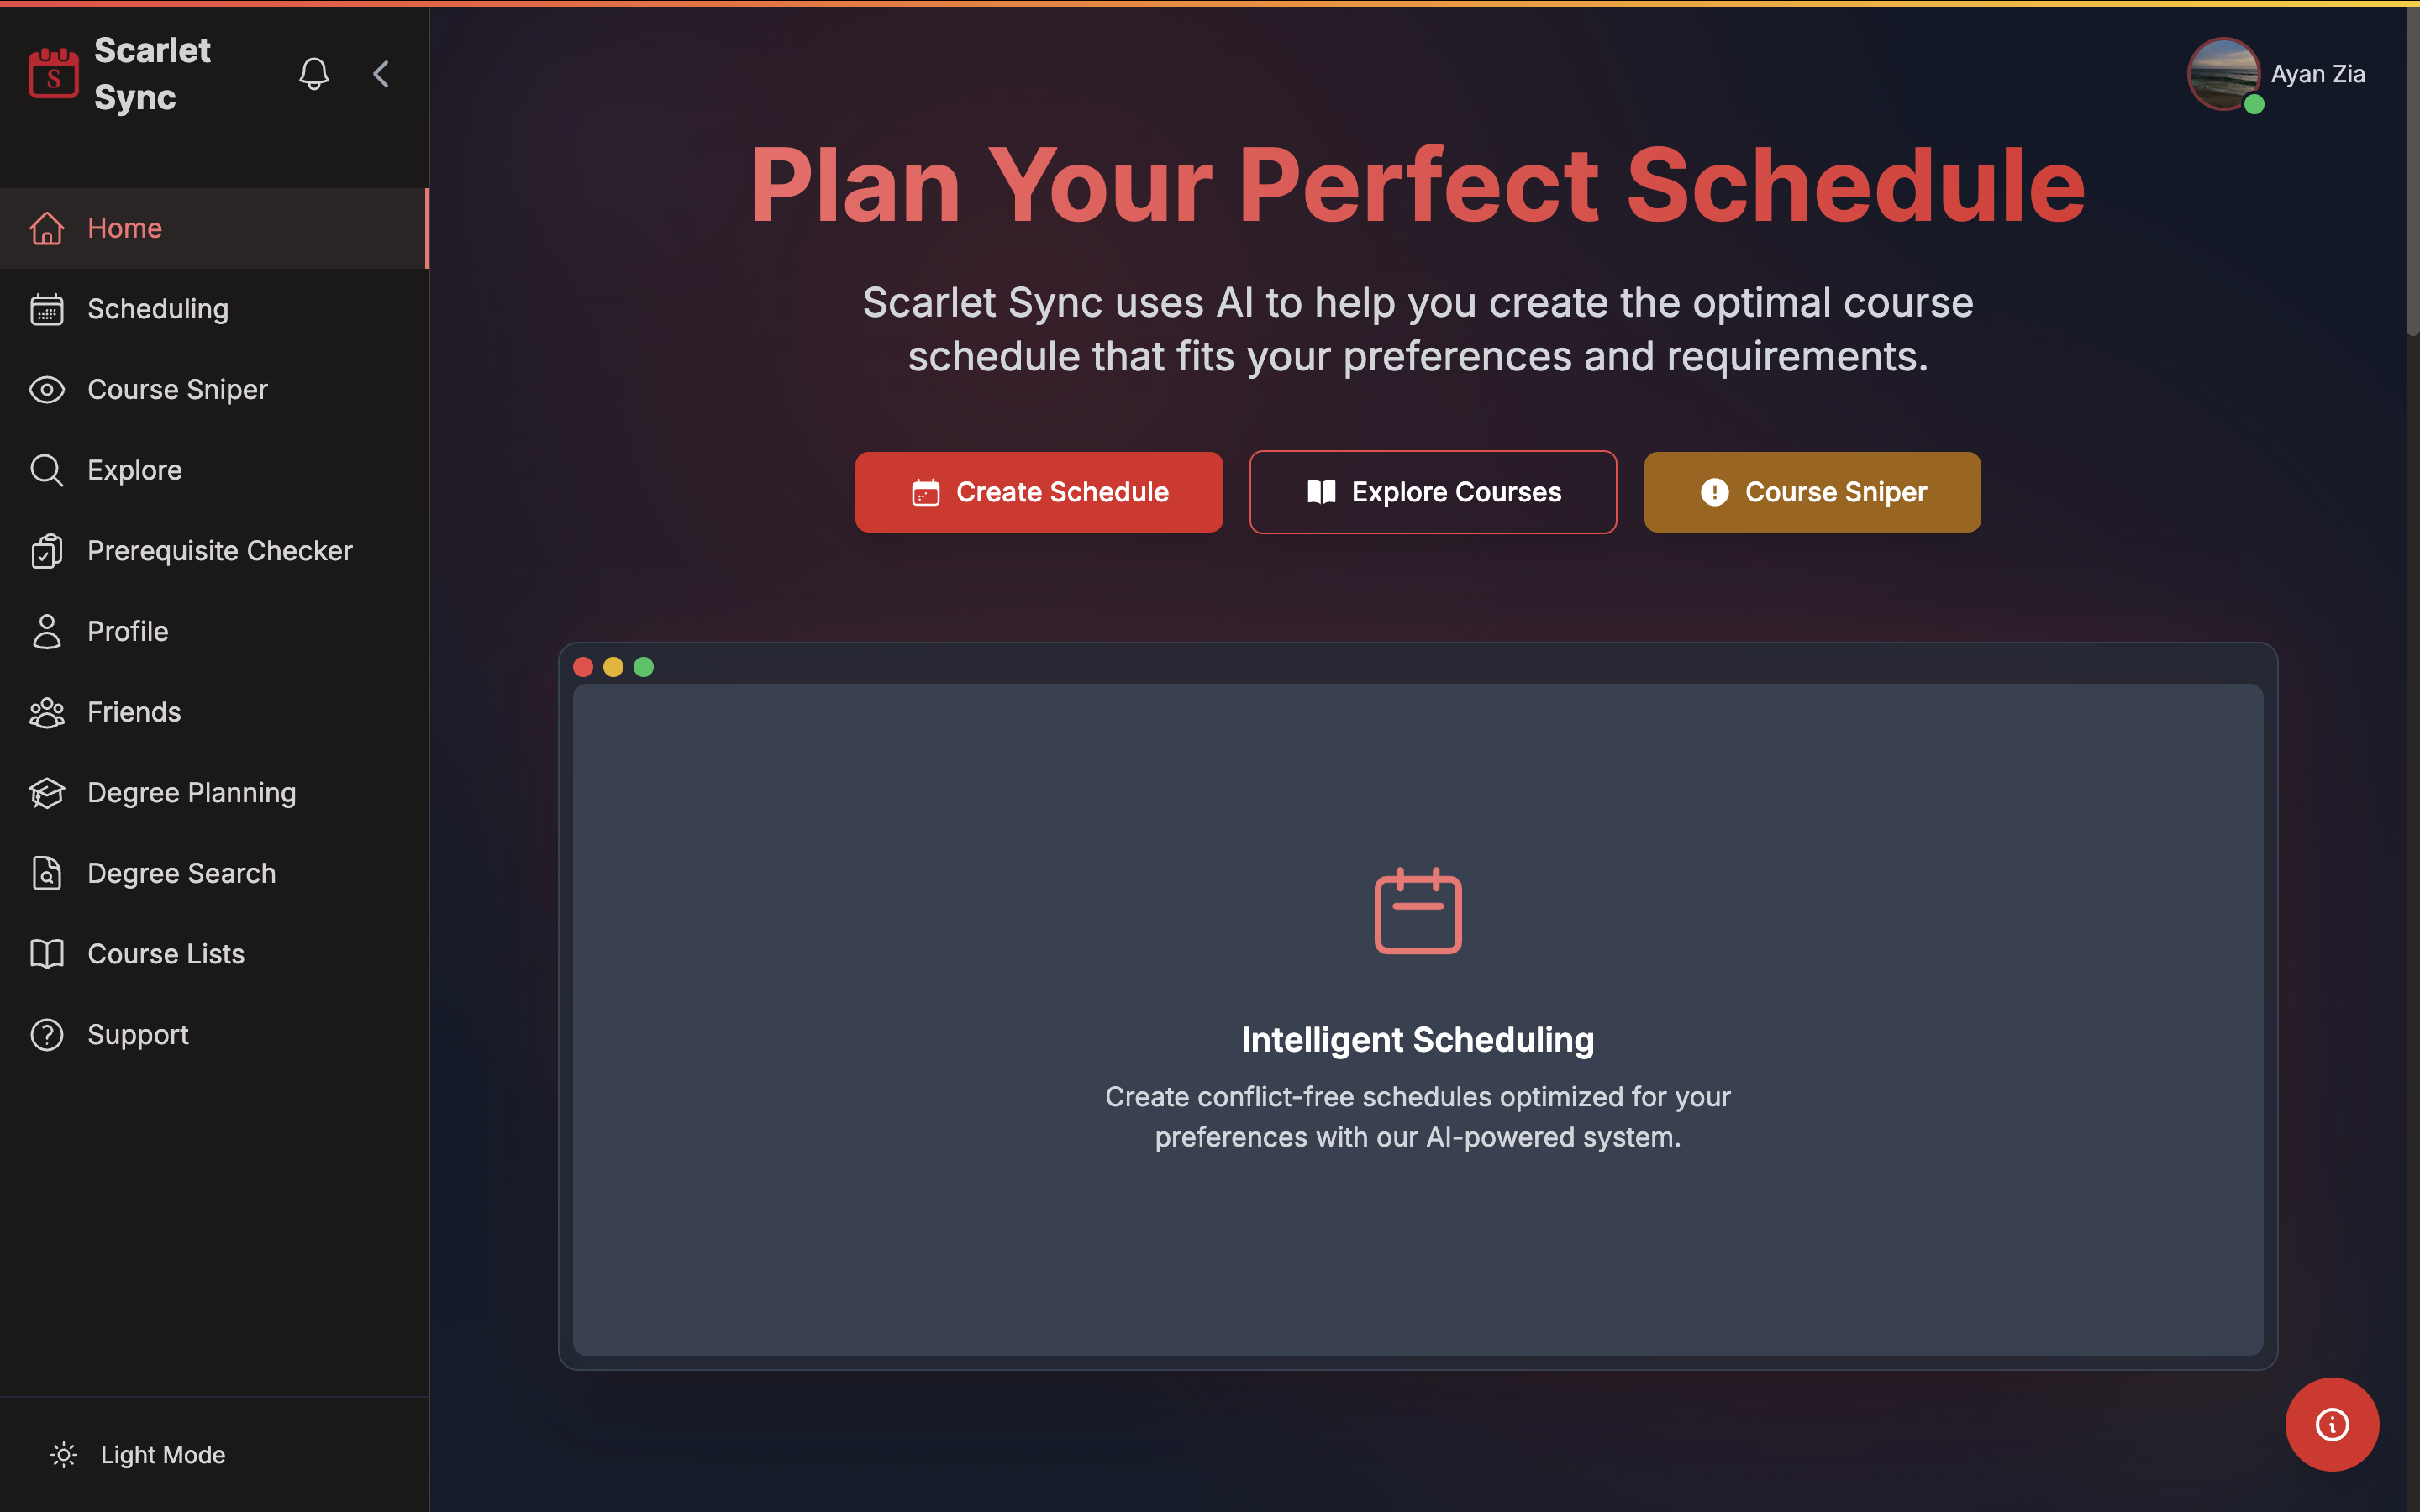 Scarlet
Sync
Home
Scheduling
Course Sniper
Explore
Prerequisite Checker
Profile
Friends
Degree Planning
Degree Search
Course Lists
Support
Light Mode
Ayan Zia
Plan Your Perfect Schedule
Scarlet Sync uses AI to help you create the optimal course
schedule that fits your preferences and requirements.
Create Schedule
Explore Courses
Course Sniper
Intelligent Scheduling
Create conflict-free schedules optimized for your
preferences with our AI-powered system.